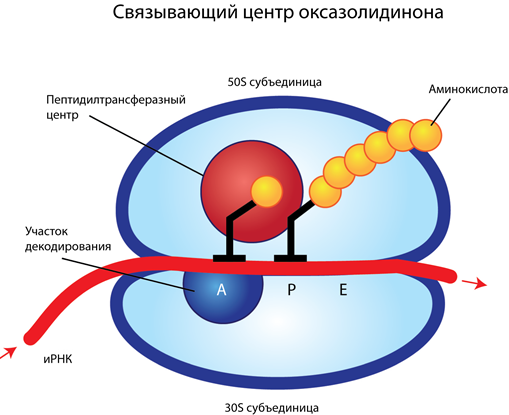 Связывающий центр оксазолидинона
50S субъединица
Аминокислота
Пептидилтрансферазный
центр
Участок
декодирования
A P E
иРНК
30S субъединица